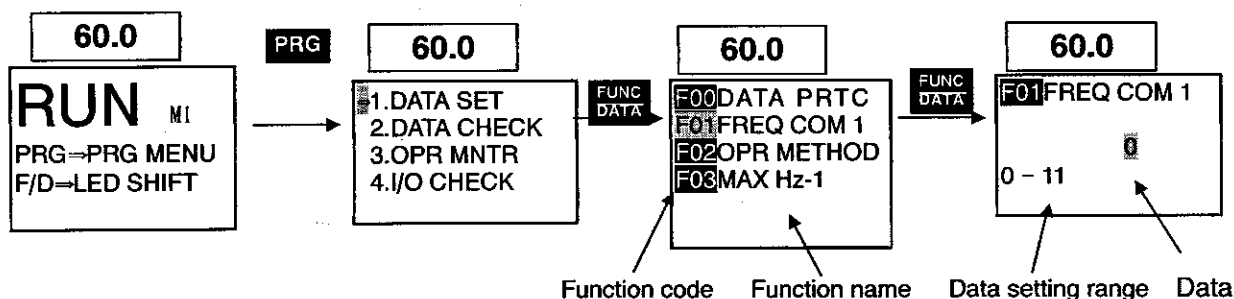 60.0
RUN M1
PRG⇒PRG MENU
F/D⇒LED SHIFT
PRG
60.0
1.DATA SET
2.DATA CHECK
3.OPR MNTR
4.I/O CHECK
FUNC
DATA
60.0
F00DATA PRTC
F01FREQ COM 1
F02OPR METHOD
F03MAX Hz-1
Function code
Function name
FUNC
DATA
60.0
F01FREQ COM 1
0
0 – 11
Data setting range
Data